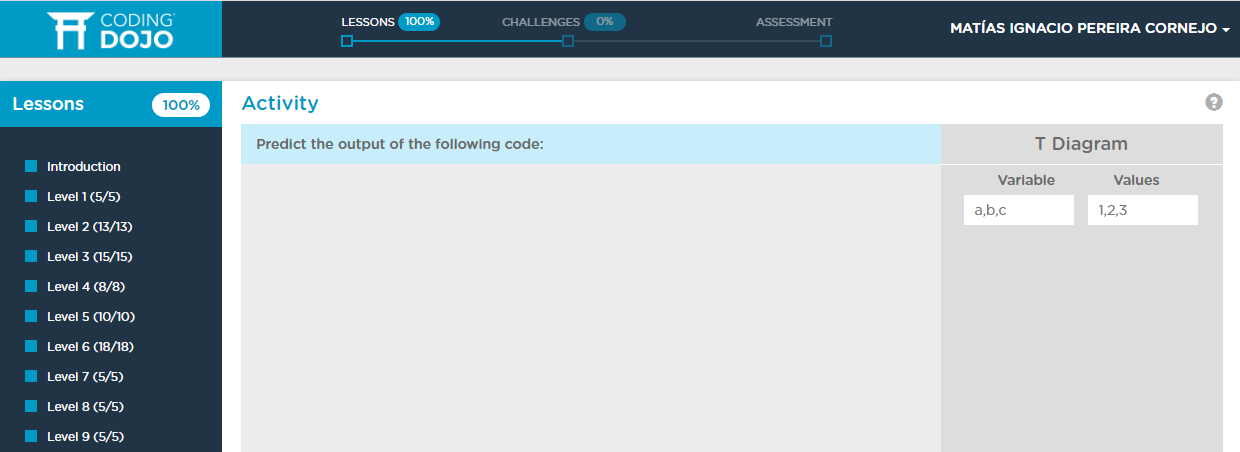 CODING DOJO
LESSONS 100%
CHALLENGES 0%
ASSESSMENT
MATÍAS IGNACIO PEREIRA CORNEJO
Lessons 100%
Introduction
Level 1 (5/5)
Level 2 (13/13)
Level 3 (15/15)
Level 4 (8/8)
Level 5 (10/10)
Level 6 (18/18)
Level 7 (5/5)
Level 8 (5/5)
Level 9 (5/5)
Activity
?
Predict the output of the following code:
T Diagram
Variable Values
a,b,c 1,2,3